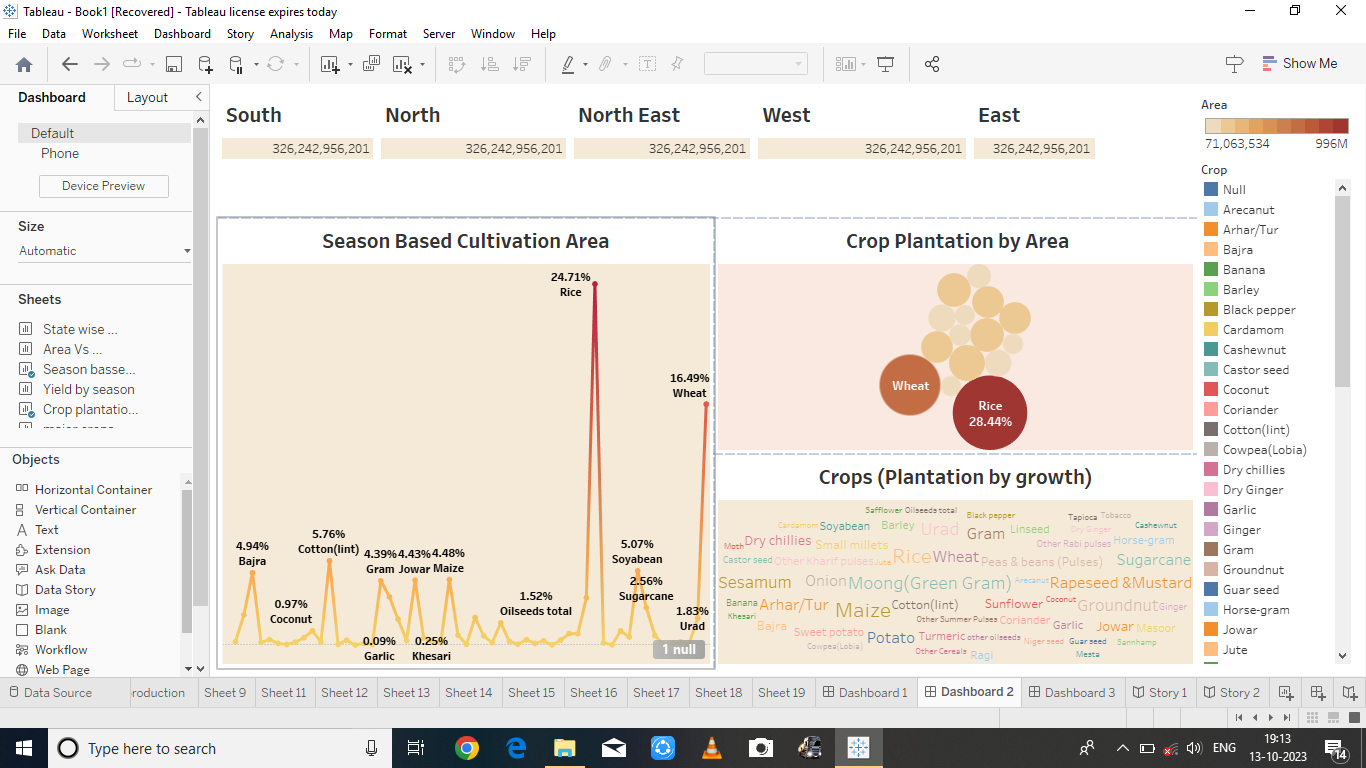 Tableau - Book1 [Recovered] - Tableau license expires today
File Data Worksheet Dashboard Story Analysis Map Format Server Window Help
Show Me
Dashboard Layout
Default
Phone
Device Preview
Size
Automatic
Sheets
State wise ...
Area Vs ...
Season basse...
Yield by season
Crop plantatio...
Objects
Horizontal Container
Vertical Container
Text
Extension
Ask Data
Data Story
Image
Blank
Workflow
Web Page
South North North East West East
326,242,956,201 326,242,956,201 326,242,956,201 326,242,956,201 326,242,956,201
Season Based Cultivation Area
24.71%
Rice
16.49%
Wheat
4.94%
Bajra
0.97%
Coconut
5.76%
Cotton(lint)
4.39%
Gram
4.43%
Jowar
4.48%
Maize
0.09%
Garlic
0.25%
Khesari
1.52%
Oilseeds total
5.07%
Soyabean
2.56%
Sugarcane
1.83%
Urad
1 null
Crop Plantation by Area
Wheat
Rice
28.44%
Crops (Plantation by growth)
Safflower Oilseeds total Black pepper Tapioca Tobacco
Cardamom Soyabean Barley Urad Gram Linseed Dry Ginger Cashewnut
Moth Dry chillies Small millets Other Rabi pulses Horse-gram
Castor seed Other Kharif pulses Jute Rice Wheat Peas & beans (Pulses) Sugarcane
Sesamum Onion Moong(Green Gram) Arecanut Rapeseed &Mustard
Banana Arhar/Tur Maize Cotton(lint) Sunflower Coconut Groundnut Ginger
Khesari Bajra Other Summer Pulses Coriander Garlic Jowar Masoor
Sweet potato Potato Turmeric other oilseeds Niger seed Guar seed Sannhamp
Cowpea(Lobia) Other Cereals Ragi Mesta
Area
71,063,534 996M
Crop
Null
Arecanut
Arhar/Tur
Bajra
Banana
Barley
Black pepper
Cardamom
Cashewnut
Castor seed
Coconut
Coriander
Cotton(lint)
Cowpea(Lobia)
Dry chillies
Dry Ginger
Garlic
Ginger
Gram
Groundnut
Guar seed
Horse-gram
Jowar
Jute
Data Source roduction Sheet 9 Sheet 11 Sheet 12 Sheet 13 Sheet 14 Sheet 15 Sheet 16 Sheet 17 Sheet 18 Sheet 19 Dashboard 1 Dashboard 2 Dashboard 3 Story 1 Story 2
Type here to search
ENG
19:13
13-10-2023
14